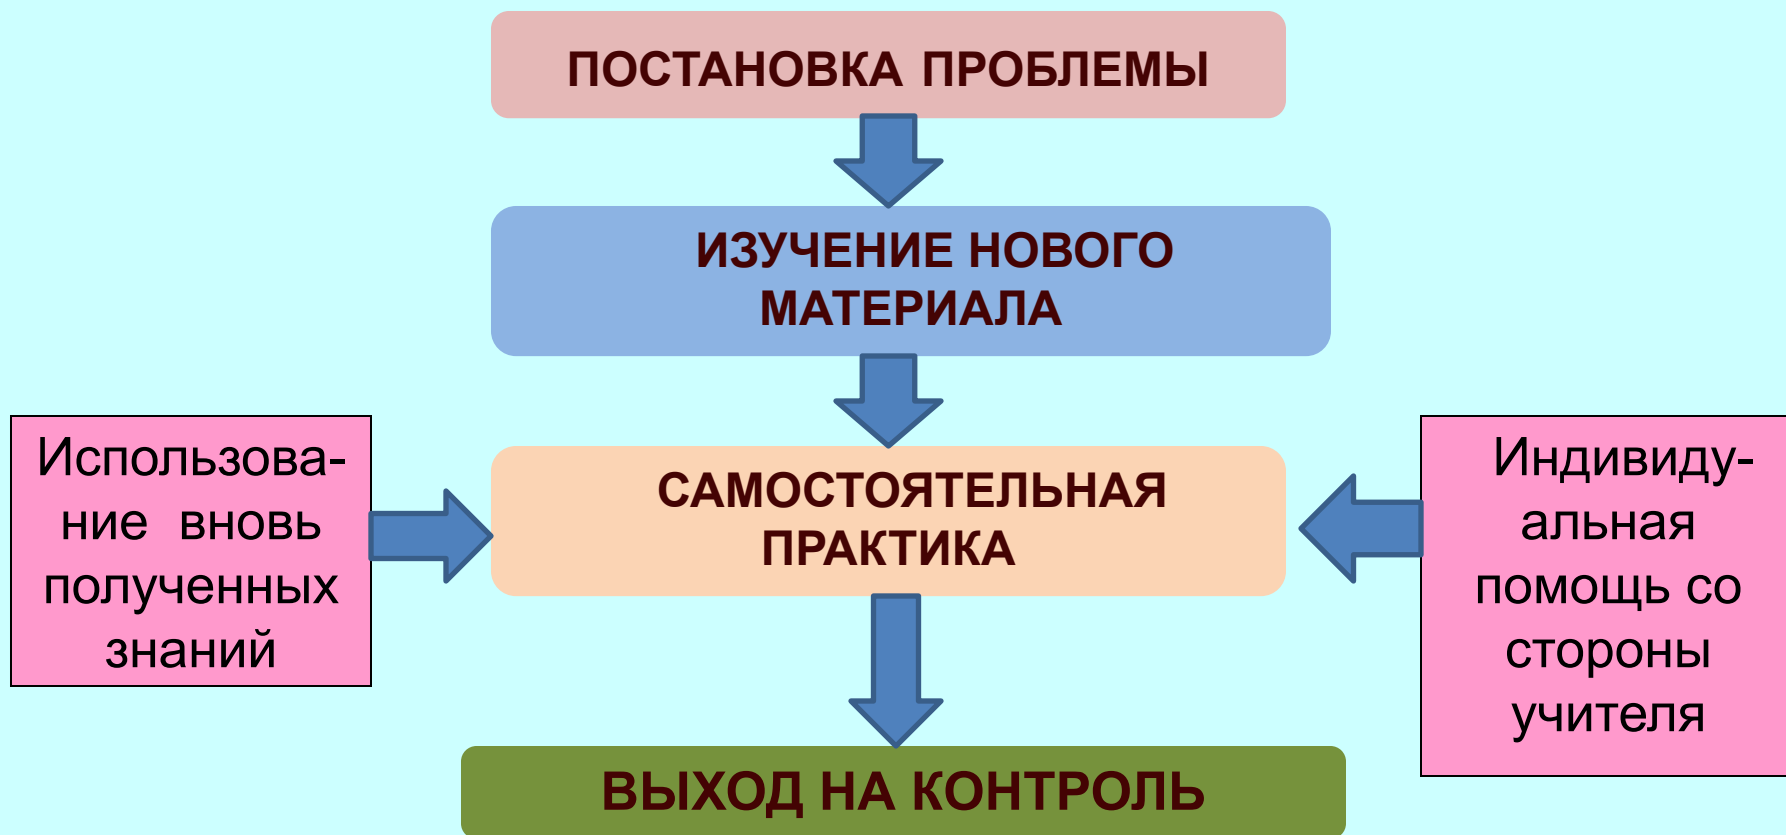 ПОСТАНОВКА ПРОБЛЕМЫ
ИЗУЧЕНИЕ НОВОГО
МАТЕРИАЛА
Использова-
ние вновь
полученных
знаний
САМОСТОЯТЕЛЬНАЯ
ПРАКТИКА
Индивиду-
альная
помощь со
стороны
учителя
ВЫХОД НА КОНТРОЛЬ